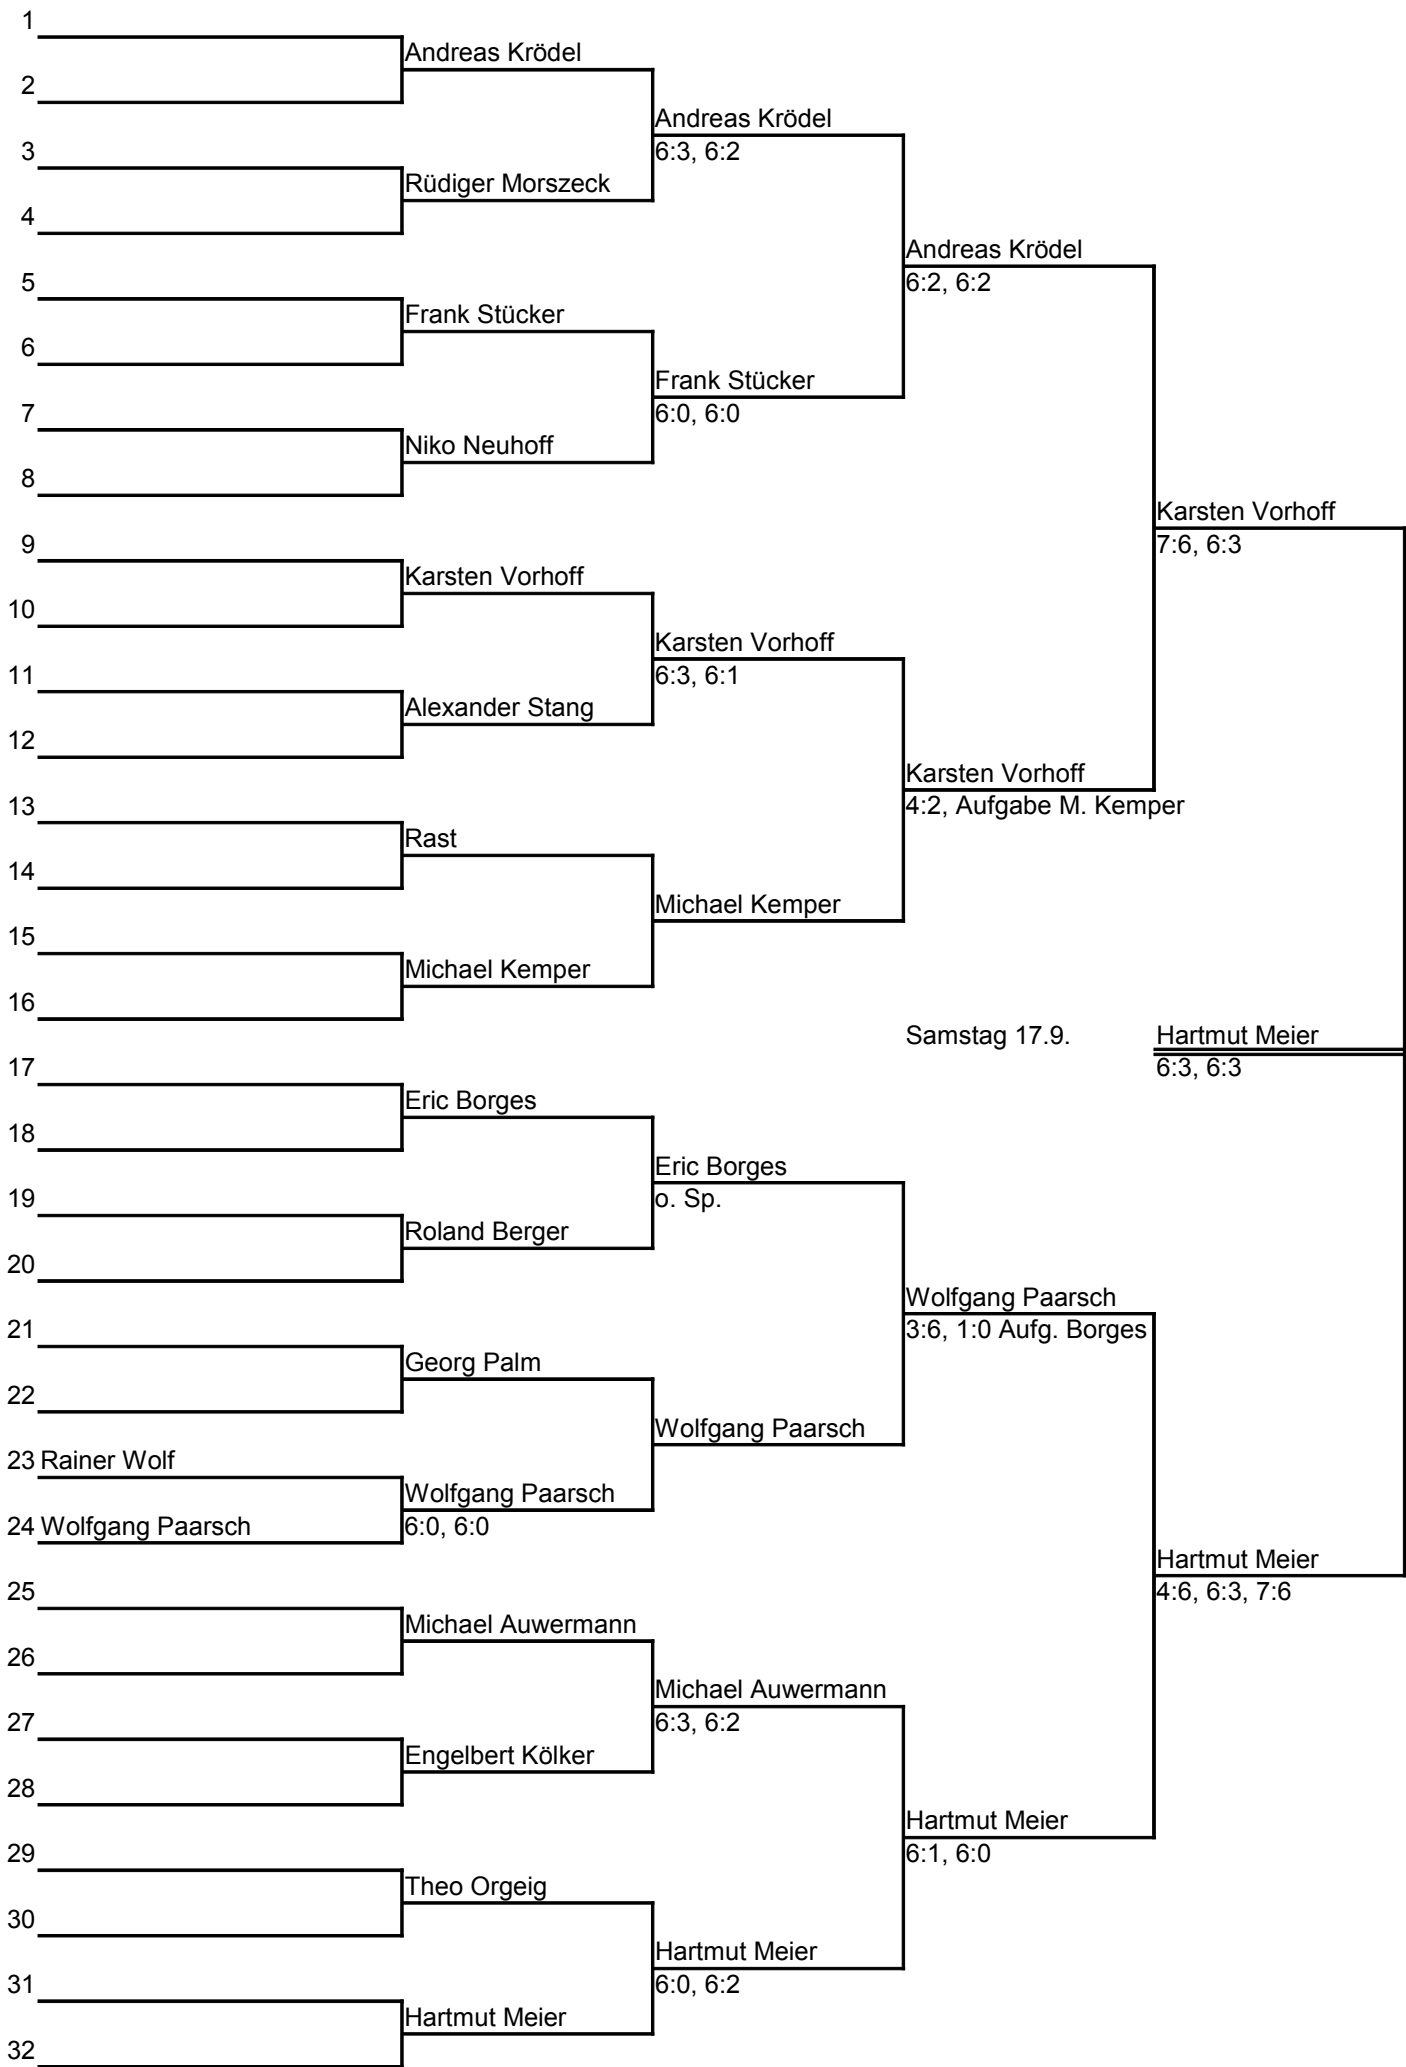 1
Andreas Krödel
2
Andreas Krödel
6:3, 6:2
3
Rüdiger Morszeck
4
Andreas Krödel
6:2, 6:2
5
Frank Stücker
6
Frank Stücker
6:0, 6:0
7
Niko Neuhoff
8
Karsten Vorhoff
7:6, 6:3
9
Karsten Vorhoff
10
Karsten Vorhoff
6:3, 6:1
11
Alexander Stang
12
Karsten Vorhoff
4:2, Aufgabe M. Kemper
13
Rast
14
Michael Kemper
15
Michael Kemper
16
Samstag 17.9.
Hartmut Meier
6:3, 6:3
17
Eric Borges
18
Eric Borges
o. Sp.
19
Roland Berger
20
Wolfgang Paarsch
3:6, 1:0 Aufg. Borges
21
Georg Palm
22
Wolfgang Paarsch
23 Rainer Wolf
Wolfgang Paarsch
6:0, 6:0
24 Wolfgang Paarsch
Hartmut Meier
4:6, 6:3, 7:6
25
Michael Auwermann
26
Michael Auwermann
6:3, 6:2
27
Engelbert Kölker
28
Hartmut Meier
6:1, 6:0
29
Theo Orgeig
30
Hartmut Meier
6:0, 6:2
31
Hartmut Meier
32